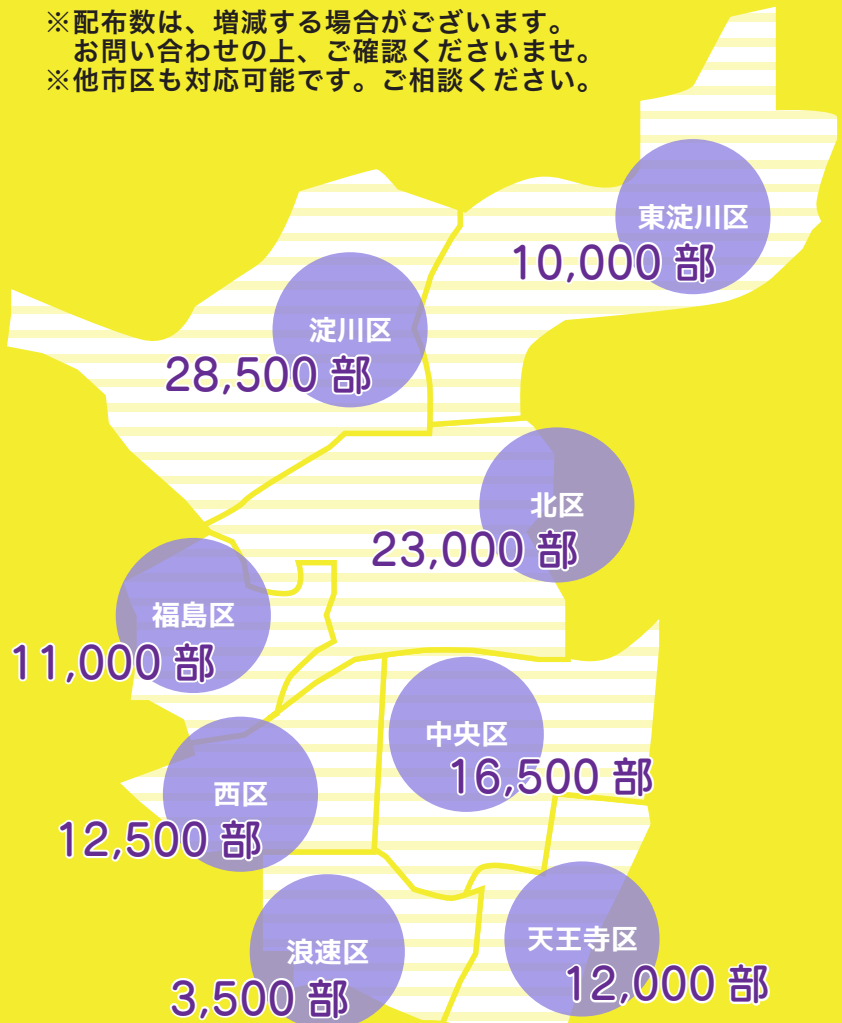 ※配布数は、増減する場合がございます。
お問い合わせの上、ご確認くださいませ。
※他市区も対応可能です。ご相談ください。
東淀川区
10,000 部
淀川区
28,500 部
北区
23,000 部
福島区
11,000 部
中央区
16,500 部
西区
12,500 部
浪速区
3,500 部
天王寺区
12,000 部